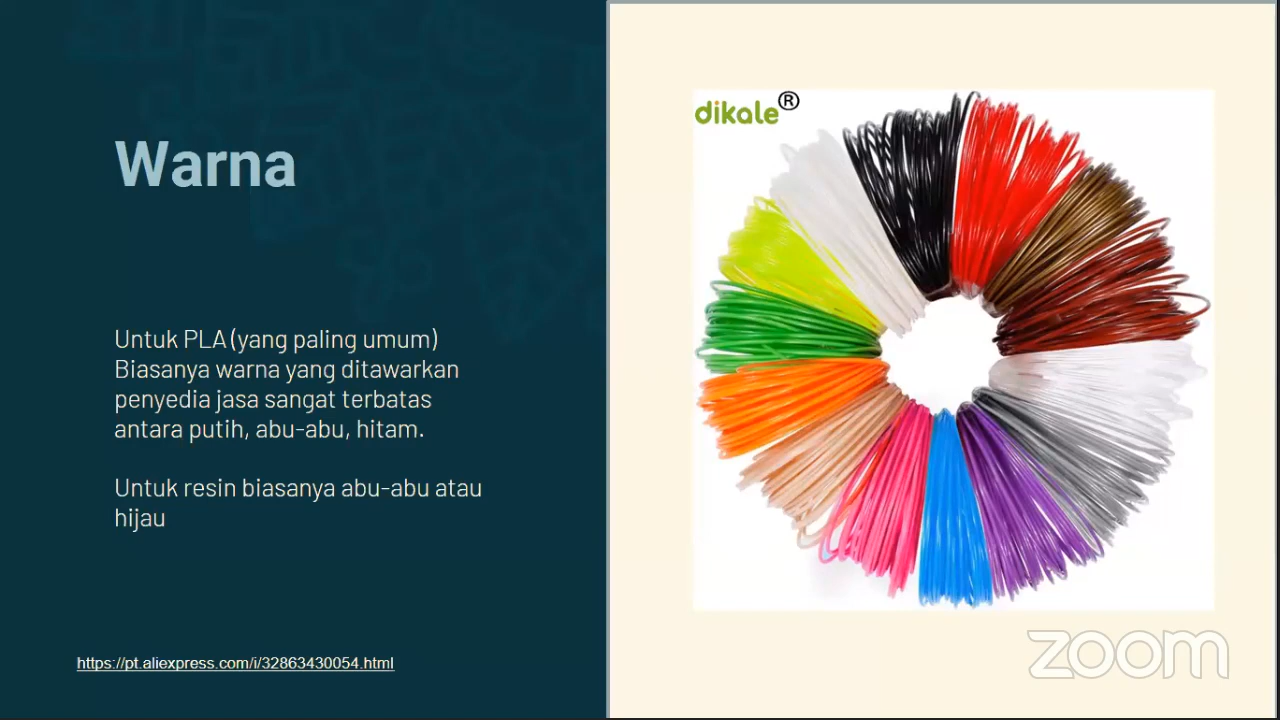 Warna
Untuk PLA (yang paling umum)
Biasanya warna yang ditawarkan
penyedia jasa sangat terbatas
antara putih, abu-abu, hitam.
Untuk resin biasanya abu-abu atau
hijau
https://pt.aliexpress.com/i/32863430054.html
dikale®
zoom